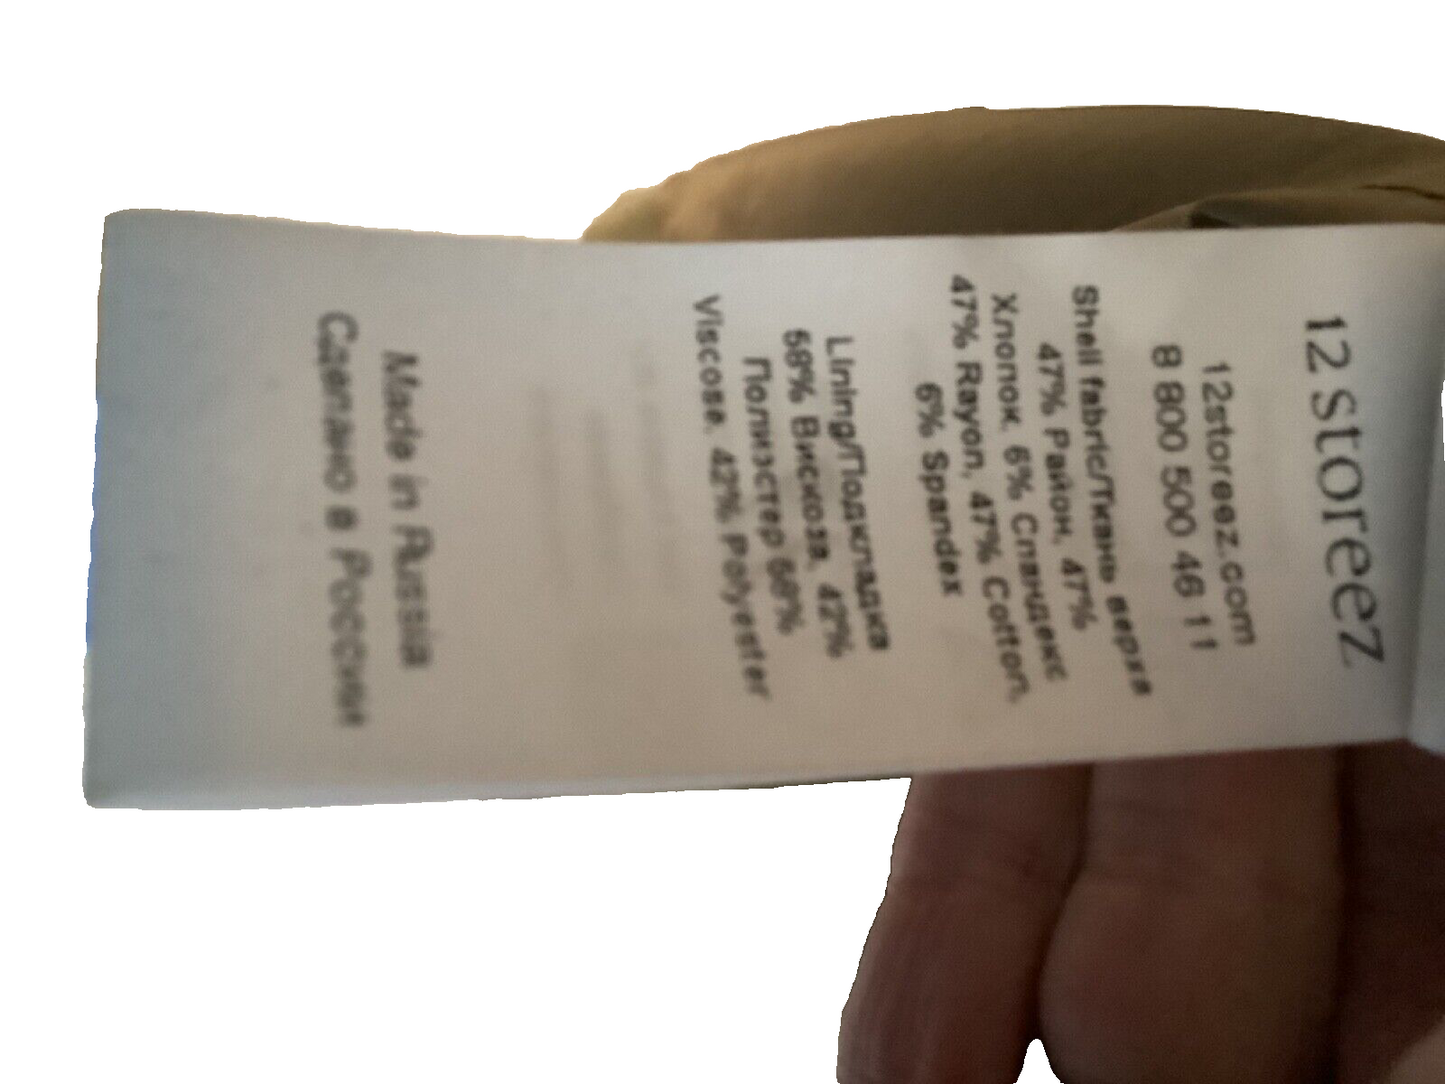 12storeez
12storeez.com
8 800 500 46 11
Shell fabric/Ткань верха
47% Район, 47%
Хлопок, 6% Спандекс
47% Rayon, 47% Cotton,
6% Spandex
Lining/Подкладка
58% Вискоза, 42%
Полиэстер 58%
Viscose, 42% Polyester
Made in Russia
Сделано в России